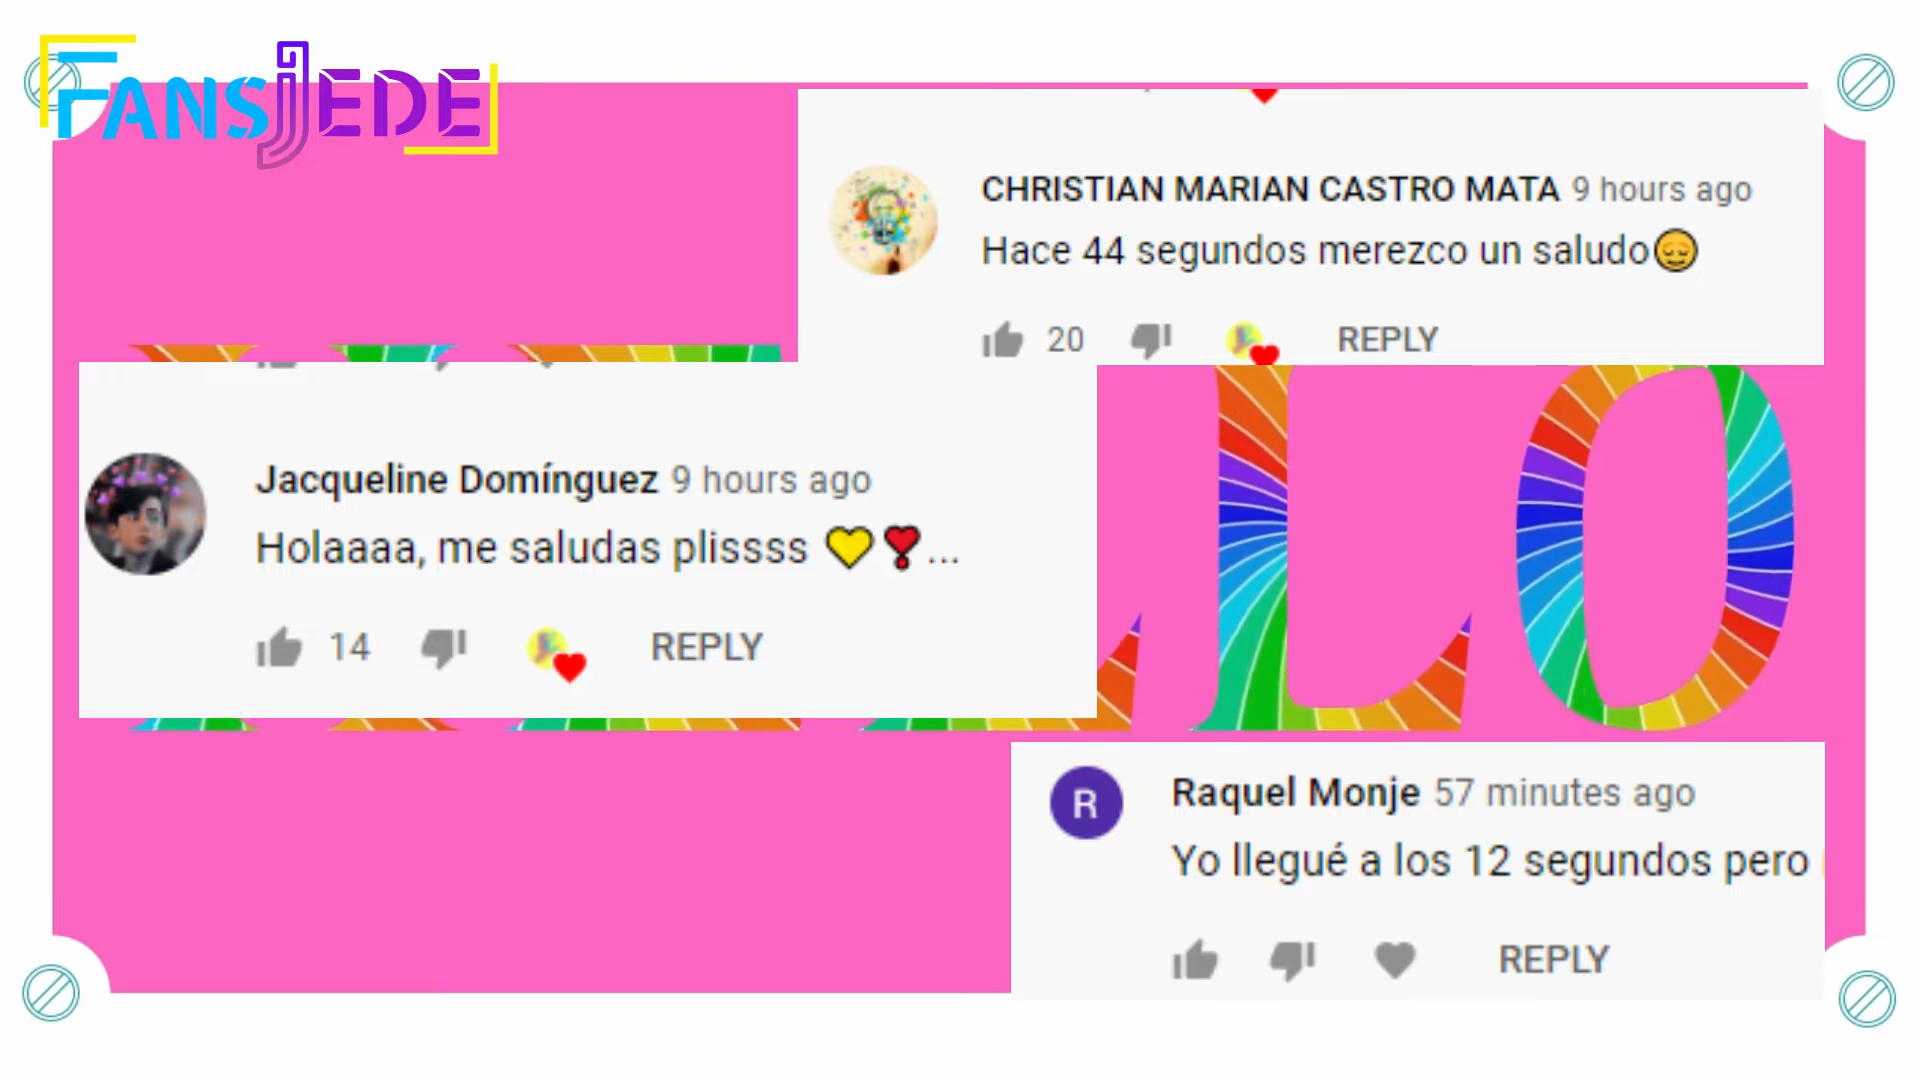 FANSJEDE
CHRISTIAN MARIAN CASTRO MATA 9 hours ago
Hace 44 segundos merezco un saludo😔
20 REPLY
Jacqueline Domínguez 9 hours ago
Holaaaa, me saludas plissss 💛❣️...
14 REPLY
LO
R
Raquel Monje 57 minutes ago
Yo llegué a los 12 segundos pero
REPLY